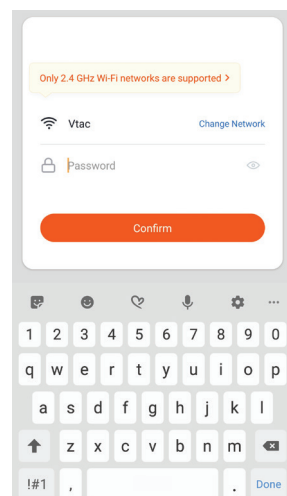 Only 2.4 GHz Wi-Fi networks are supported >
Vtac Change Network
Password
Confirm
1 2 3 4 5 6 7 8 9 0
q w e r t y u i o p
a s d f g h j k l
z x c v b n m
!#1 , . Done